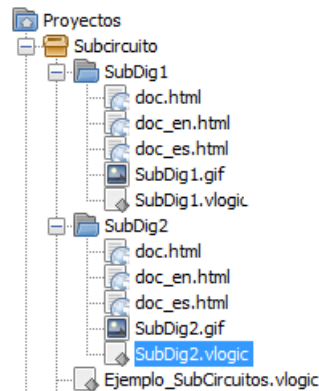 Proyectos
Subcircuito
SubDig1
doc.html
doc_en.html
doc_es.html
SubDig1.gif
SubDig1.vlogic
SubDig2
doc.html
doc_en.html
doc_es.html
SubDig2.gif
SubDig2.vlogic
Ejemplo_SubCircuitos.vlogic